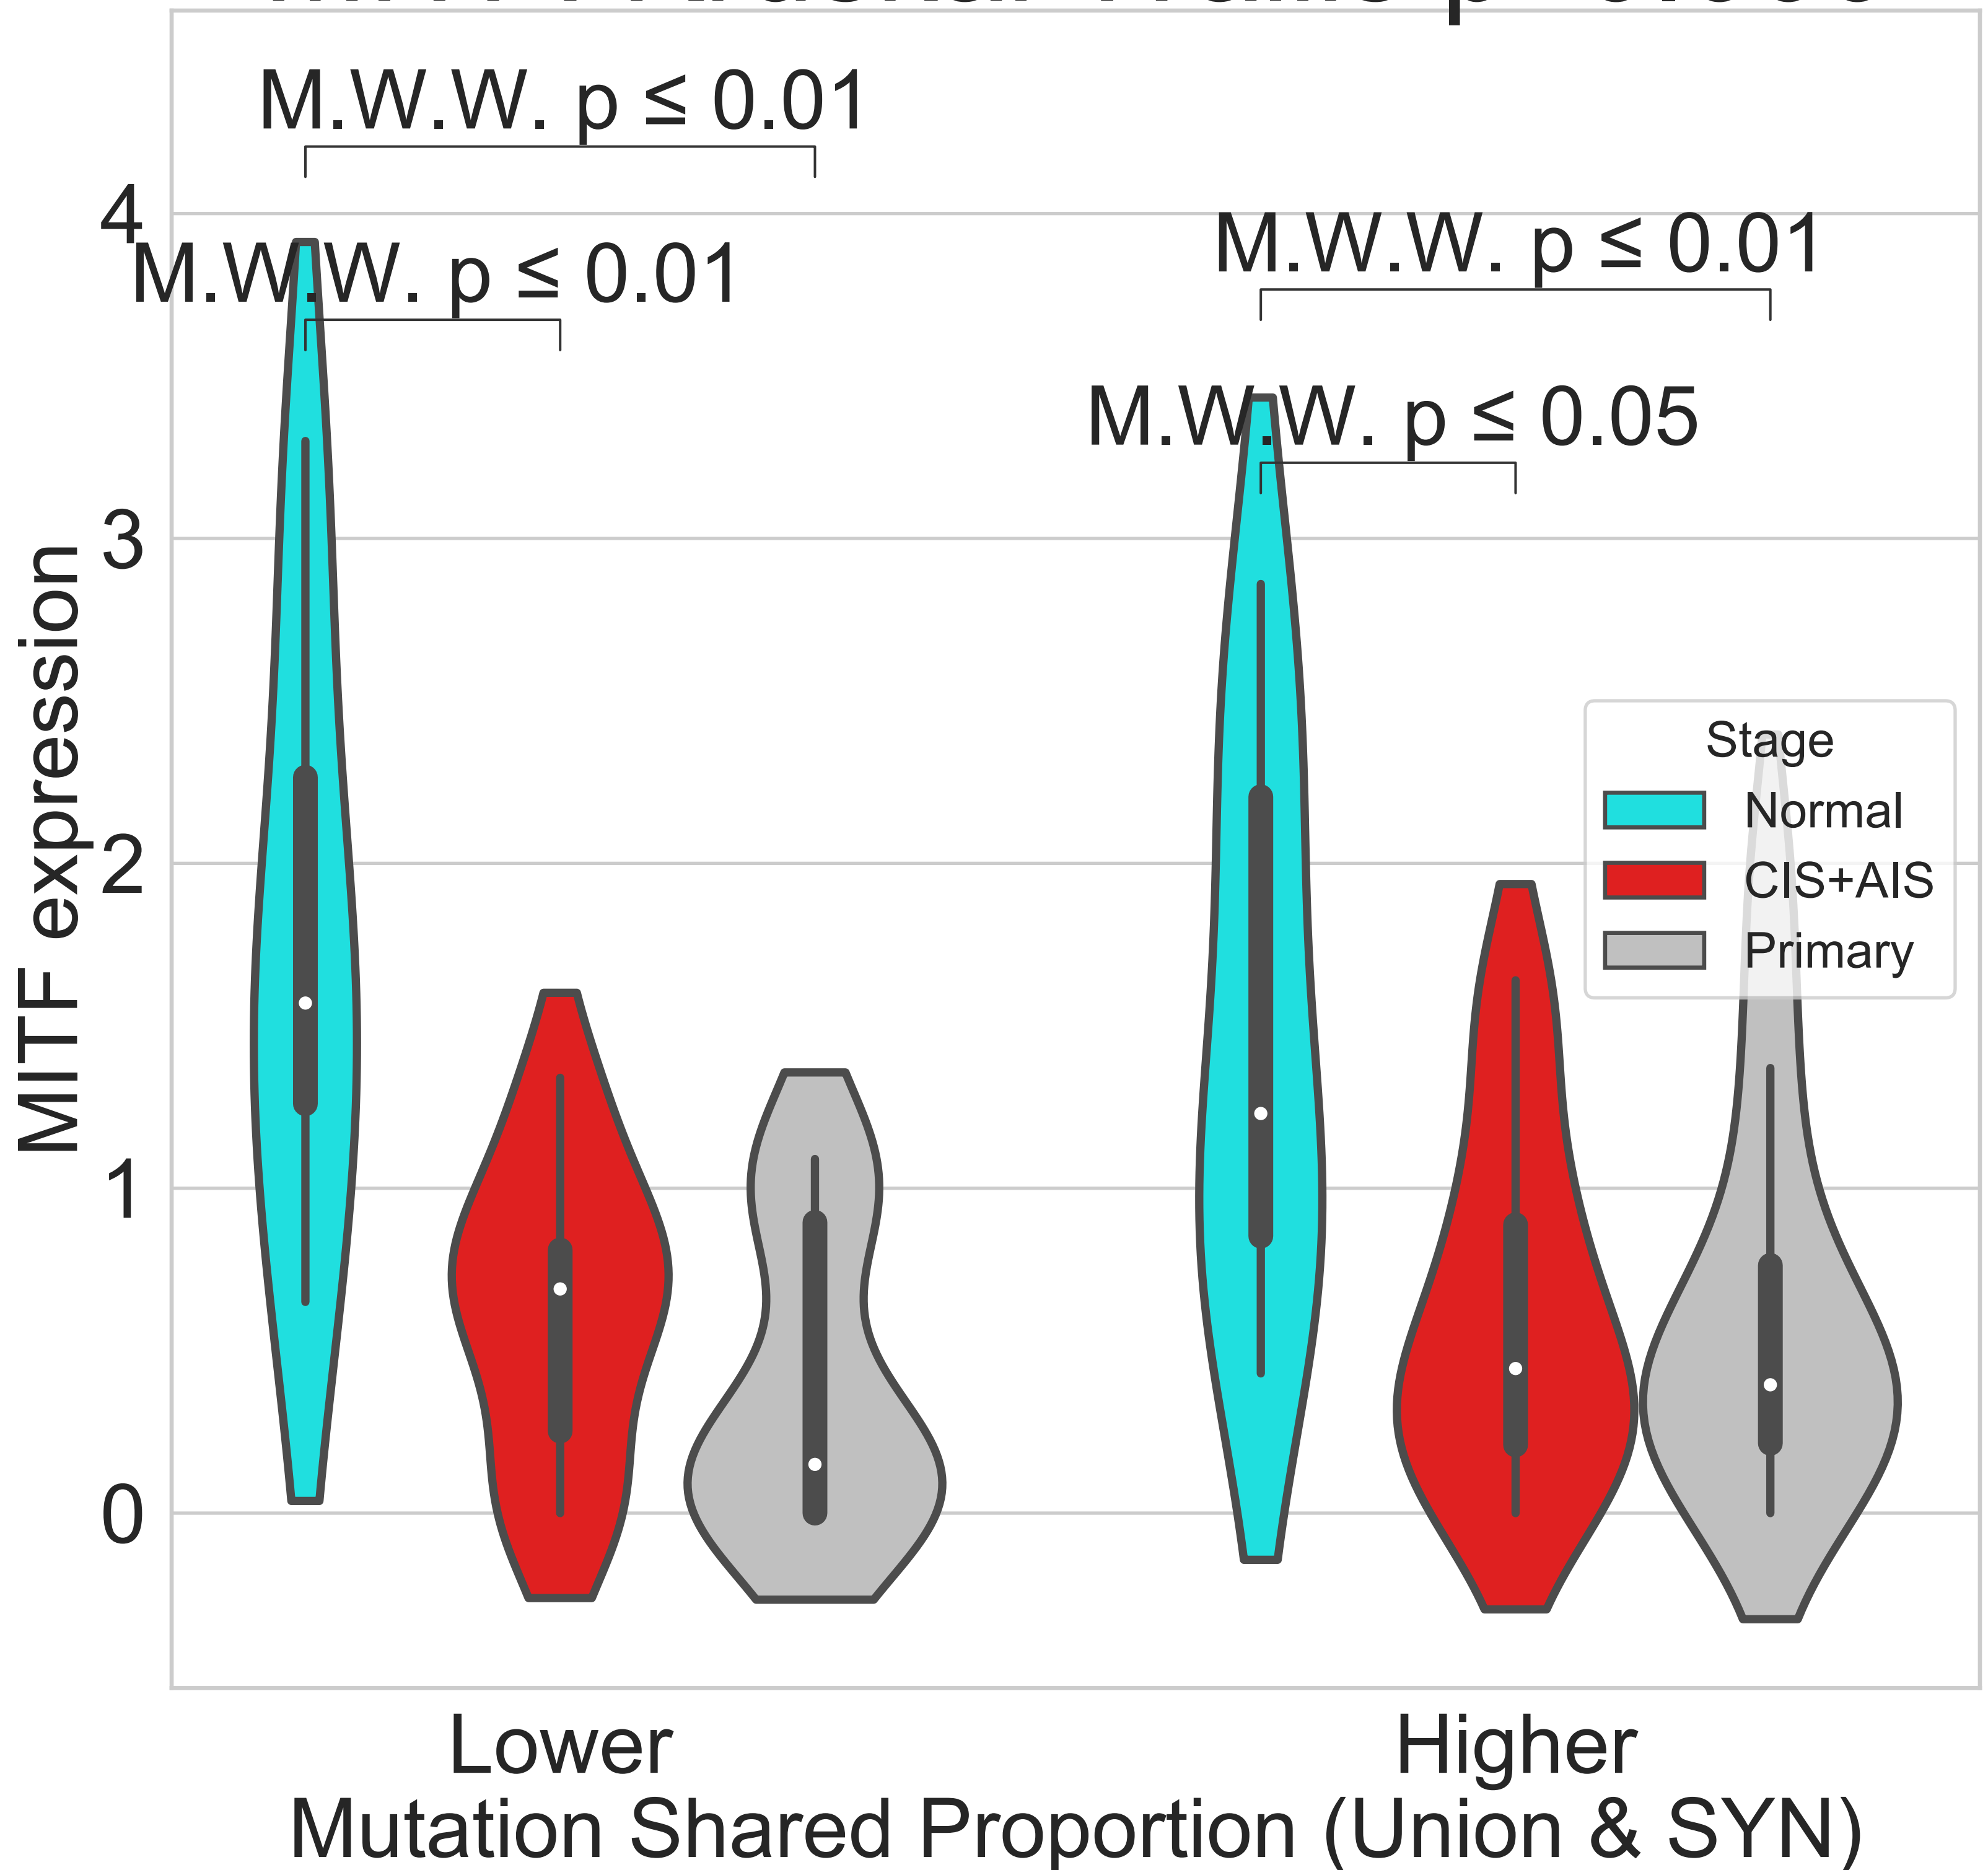 M.W.W. p ≤ 0.01
4
M.W.W. p ≤ 0.01
M.W.W. p ≤ 0.01
M.W.W. p ≤ 0.05
3
2
1
0
MITF expression
Stage
Normal
CIS+AIS
Primary
Lower
Higher
Mutation Shared Proportion (Union & SYN)